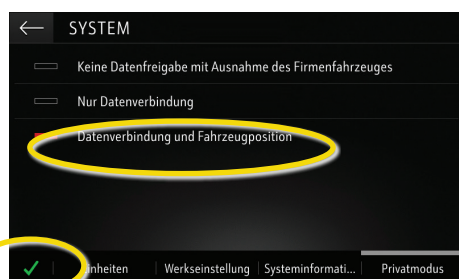 SYSTEM
Keine Datenfreigabe mit Ausnahme des Firmenfahrzeuges
Nur Datenverbindung
Datenverbindung und Fahrzeugposition
inheiten Werkseinstellung Systeminformati... Privatmodus